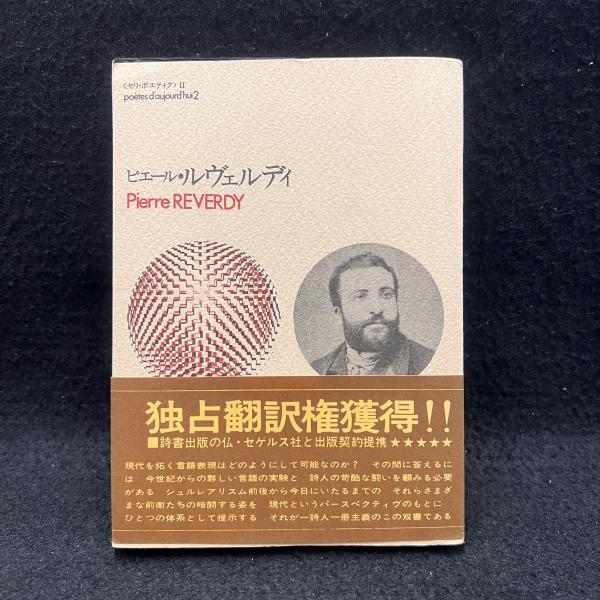 〈セリ・ポエティク〉II
poètes d'aujourd'hui 2
ピエール・ルヴェルディ
Pierre REVERDY
独占翻訳権獲得!!
■詩書出版の仏・セゲルス社と出版契約提携★★★★★
現代を拓く言語表現はどのようにして可能なのか？　その問に答えるに
は　今世紀からの夥しい言語の実験と　詩人の苛酷な闘いを顧みる必要
がある　シュルレアリスム前後から今日にいたるまでの　それらさまざ
まな前衛たちの暗闘する姿を　現代というパースペクティヴのもとに
ひとつの体系として提示する　それが一詩人一冊主義のこの双書である